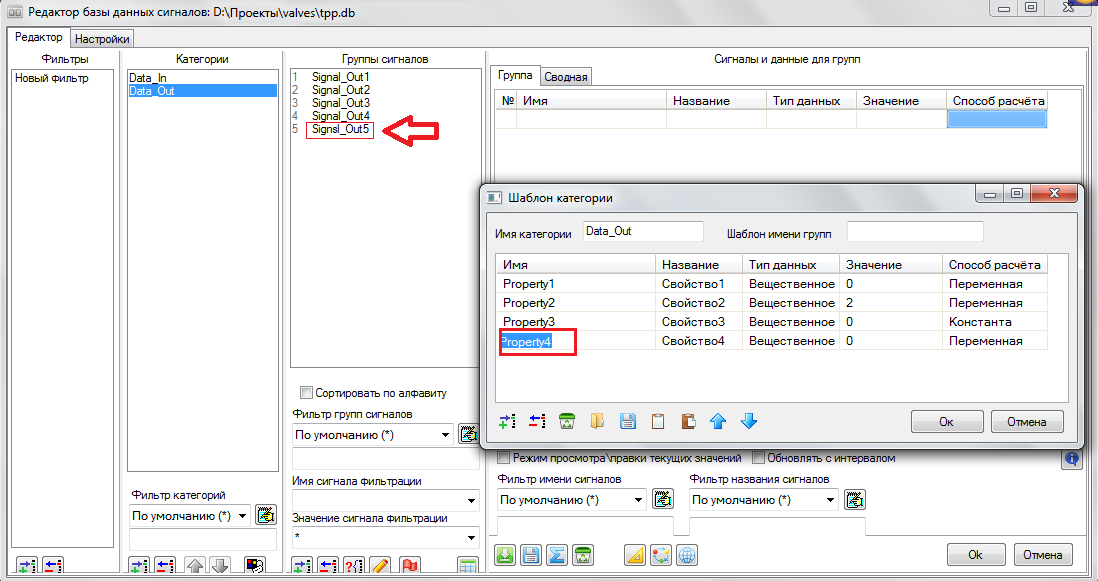 Редактор базы данных сигналов: D:\Проекты\valves\tpp.db
Редактор Настройки
Фильтры
Новый фильтр
Категории
Data_In
Data_Out
Фильтр категорий
По умолчанию (*)
Группы сигналов
1 Signal_Out1
2 Signal_Out2
3 Signal_Out3
4 Signal_Out4
5 Signsl_Out5
Сортировать по алфавиту
Фильтр групп сигналов
По умолчанию (*)
Имя сигнала фильтрации
Значение сигнала фильтрации
*
Сигналы и данные для групп
Группа Сводная
№ Имя Название Тип данных Значение Способ расчёта
Шаблон категории
Имя категории Data_Out Шаблон имени групп
Имя Название Тип данных Значение Способ расчёта
Property1 Свойство1 Вещественное 0 Переменная
Property2 Свойство2 Вещественное 2 Переменная
Property3 Свойство3 Вещественное 0 Константа
Property4 Свойство4 Вещественное 0 Переменная
Ок Отмена
Режим просмотра\правки текущих значений Обновлять с интервалом
Фильтр имени сигналов Фильтр названия сигналов
По умолчанию (*) По умолчанию (*)
Ok Отмена